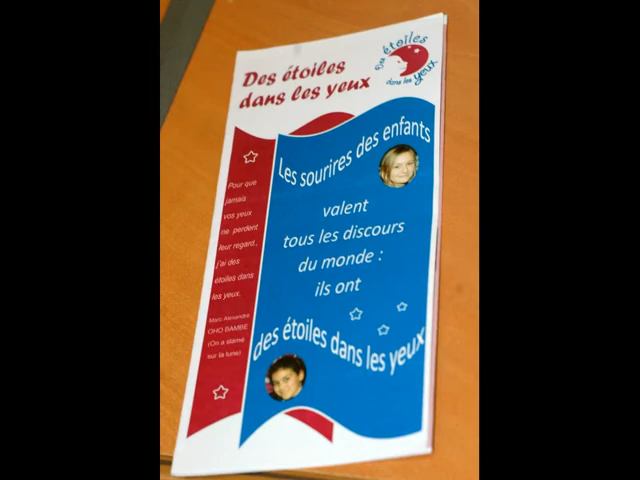 Des étoiles
dans les yeux
étoiles
dans les
yeux
Les sourires des enfants
valent
tous les discours
du monde :
ils ont
des étoiles dans les yeux
Pour que
jamais
vos yeux
ne perdent
leur regard.,
j'ai des
étoiles dans
les yeux.
Marc Alexandre
OHO BAMBE
(On a slamé
sur la lune)